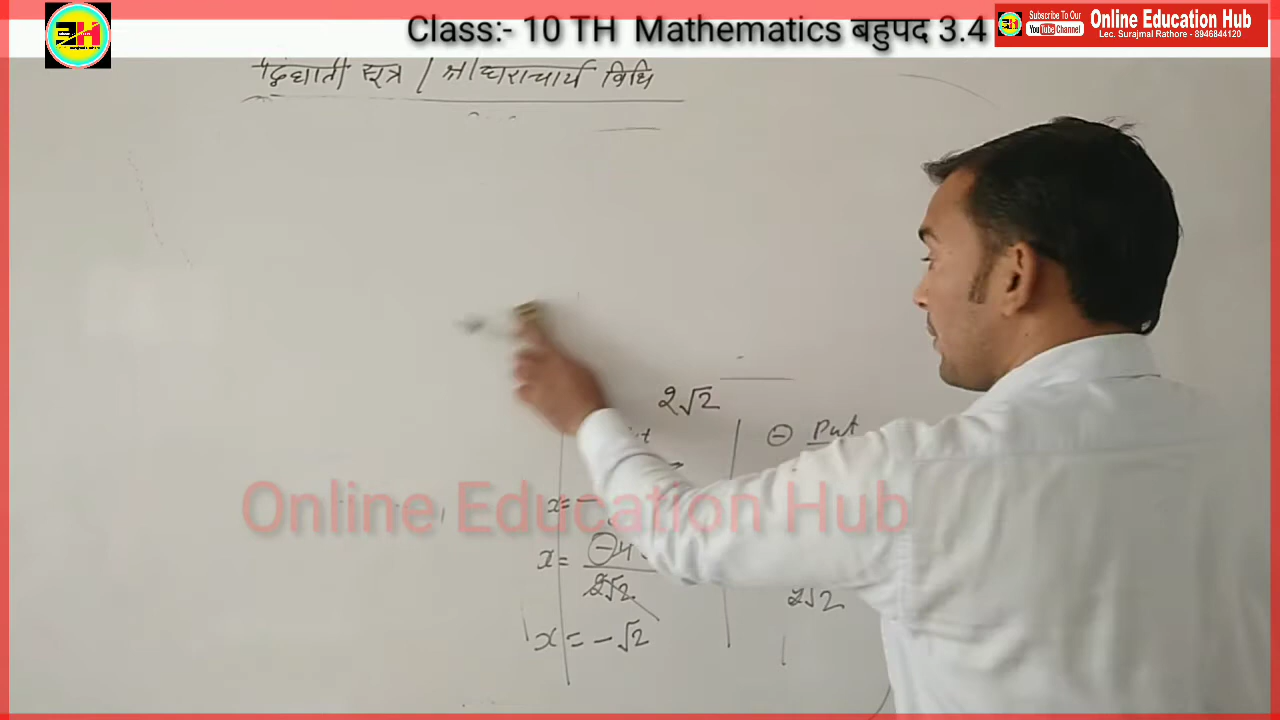 Class:- 10 TH Mathematics बहुपद 3.4
Subscribe To Our
YouTube Channel
Online Education Hub
Lec. Surajmal Rathore - 8946844120
द्विघाती सूत्र / श्रीधराचार्य विधि
2√2
⊖ Put
x = -
Online Education Hub
x =
2√2
2√2
x = -√2